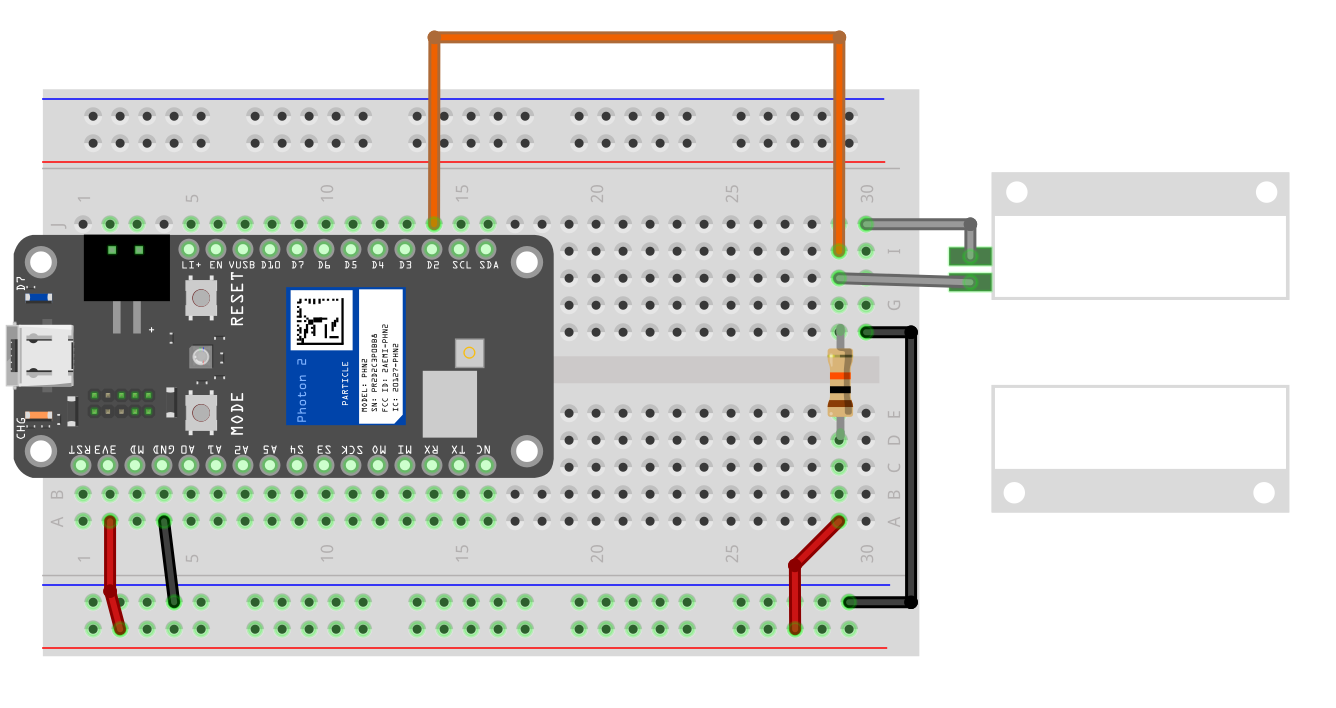 1
5
10
15
20
25
30
J
I
G
E
D
C
B
A
B
A
D7
LI+ EN VUSB D10 D7 D6 D5 D4 D3 D2 SCL SDA
RESET
+
Photon 2
PARTICLE
MODEL: PHN2
FCC ID: 2AEMI-PHN2
IC: 20127-PHN2
MODE
CHG
RST 3V3 MD GND A0 A1 A2 A5 S4 S3 SCK MO MI RX TX NC
1
5
10
15
20
25
30